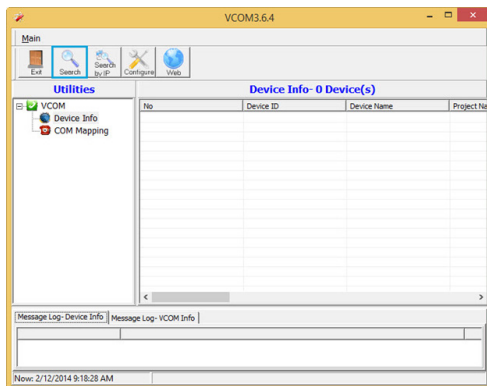 VCOM3.6.4
Main
Exit Search Search by IP Configure Web
Utilities Device Info- 0 Device(s)
VCOM No Device ID Device Name Project Na
Device Info
COM Mapping
Message Log- Device Info Message Log- VCOM Info
Now: 2/12/2014 9:18:28 AM